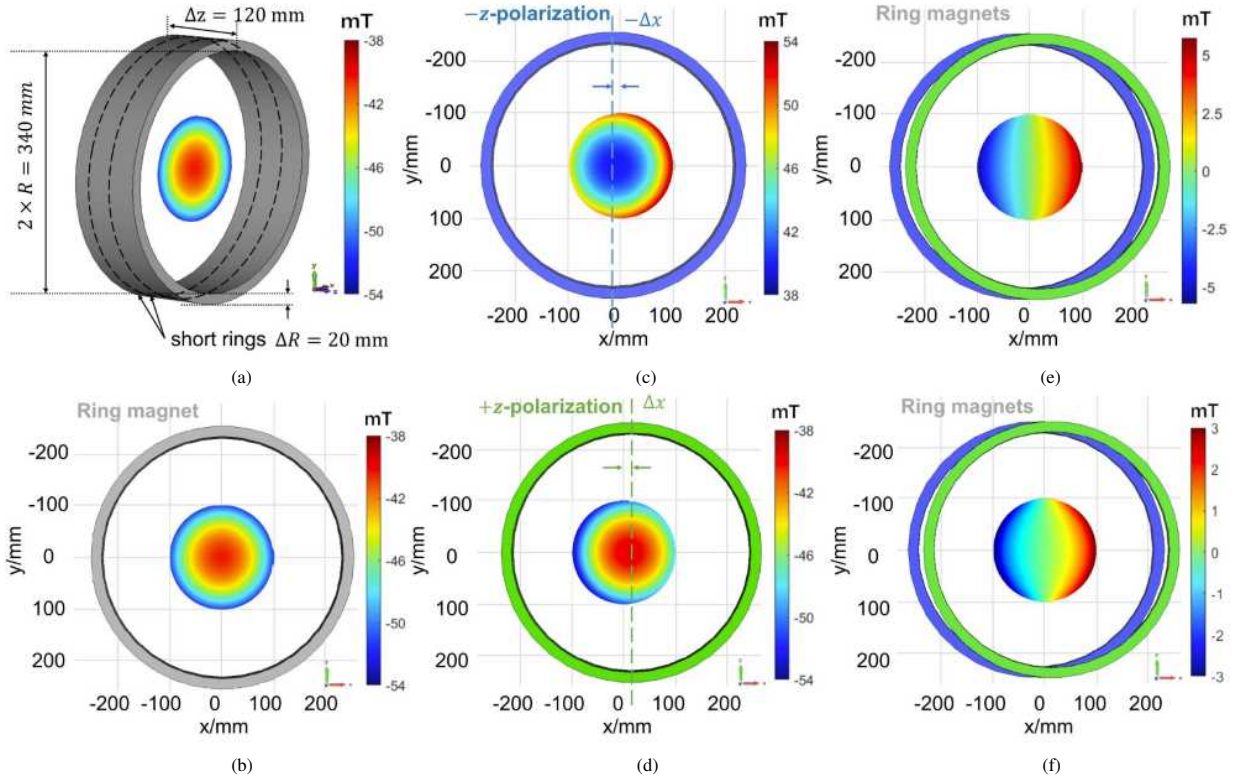 Δz = 120 mm
mT
-38
-42
-46
-50
-54
2 × R = 340 mm
short rings
ΔR = 20 mm
(a)
−z-polarization
−Δx
mT
54
50
46
42
38
y/mm
-200
-100
0
100
200
-200
-100
0
100
200
x/mm
(c)
Ring magnets
mT
5
2.5
0
-2.5
-5
y/mm
-200
-100
0
100
200
-200
-100
0
100
200
x/mm
(e)
Ring magnet
mT
-38
-42
-46
-50
-54
y/mm
-200
-100
0
100
200
-200
-100
0
100
200
x/mm
(b)
+z-polarization
Δx
mT
-38
-42
-46
-50
-54
y/mm
-200
-100
0
100
200
-200
-100
0
100
200
x/mm
(d)
Ring magnets
mT
3
2
1
0
-1
-2
-3
y/mm
-200
-100
0
100
200
-200
-100
0
100
200
x/mm
(f)